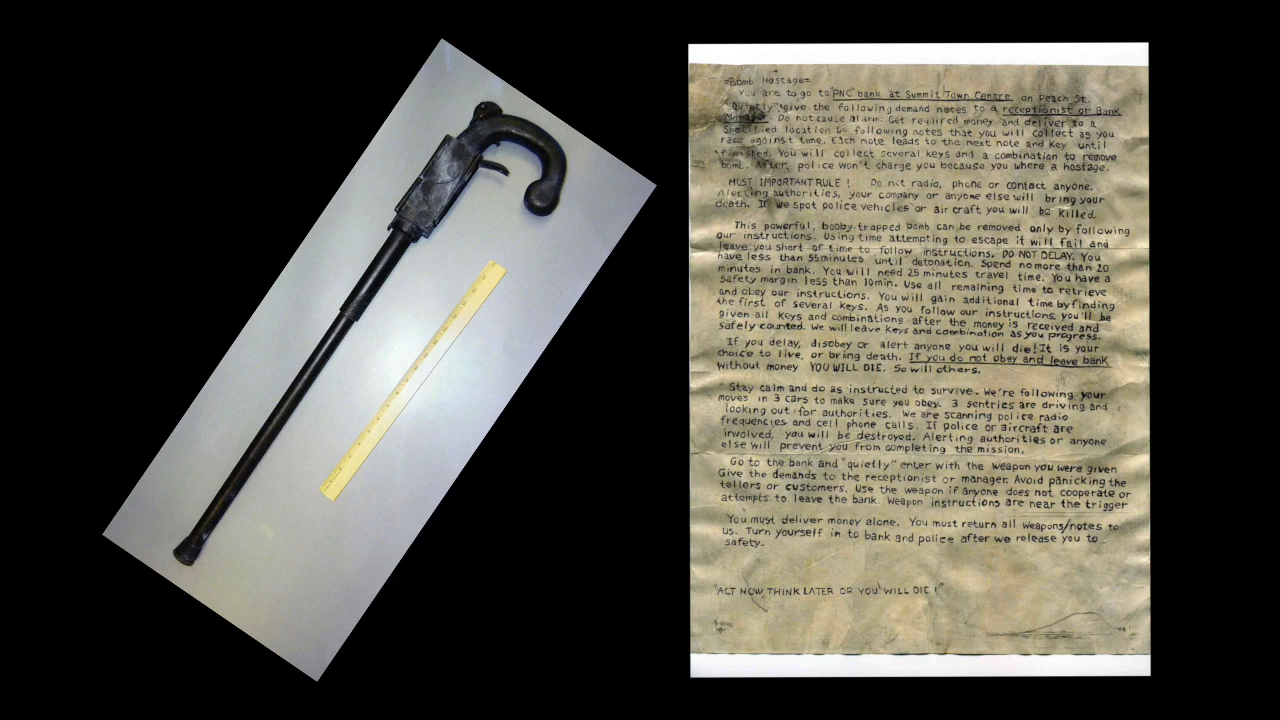 =Bomb Hostage=
You are to go to "PNC" bank at Summit Town Centre on Peach St.
"Quietly" give the following demand notes to a receptionist or Bank
Manager. Do not cause alarm. Get required money and deliver to a
specified location by following notes that you will collect as you
race against time. Each note leads to the next note and key until
finished. You will collect several keys and a combination to remove
bomb. After, police won't charge you because you where a hostage.
MOST IMPORTANT RULE! Do not radio, phone or contact anyone.
Alerting authorities, your company or anyone else will bring your
death. If we spot police vehicles or air craft you will be killed.
This powerful, booby-trapped bomb can be removed only by following
our instructions. Using time attempting to escape it will fail and
leave you short of time to follow instructions. DO NOT DELAY. You
have less than 55 minutes until detonation. Spend no more than 20
minutes in bank. You will need 25 minutes travel time. You have a
safety margin less than 10min. Use all remaining time to retrieve
and obey our instructions. You will gain additional time by finding
the first of several keys. As you follow our instructions, you'll be
given all keys and combinations after the money is received and
safely counted. We will leave keys and combination as you progress.
If you delay, disobey or alert anyone you will die! It is your
choice to live, or bring death. If you do not obey and leave bank
without money YOU WILL DIE. So will others.
Stay calm and do as instructed to survive. We're following your
moves in 3 cars to make sure you obey. 3 sentries are driving and
looking out for authorities. We are scanning police radio
frequencies and cell phone calls. If police or aircraft are
involved, you will be destroyed. Alerting authorities or anyone
else will prevent you from completing the mission.
Go to the bank and "quietly" enter with the weapon you were given
Give the demands to the receptionist or manager. Avoid panicking the
tellers or customers. Use the weapon if anyone does not cooperate or
attempts to leave the bank. Weapon instructions are near the trigger
You must deliver money alone. You must return all weapons/notes to
us. Turn yourself in to bank and police after we release you to
safety.
"ACT NOW, THINK LATER OR YOU WILL DIE!"